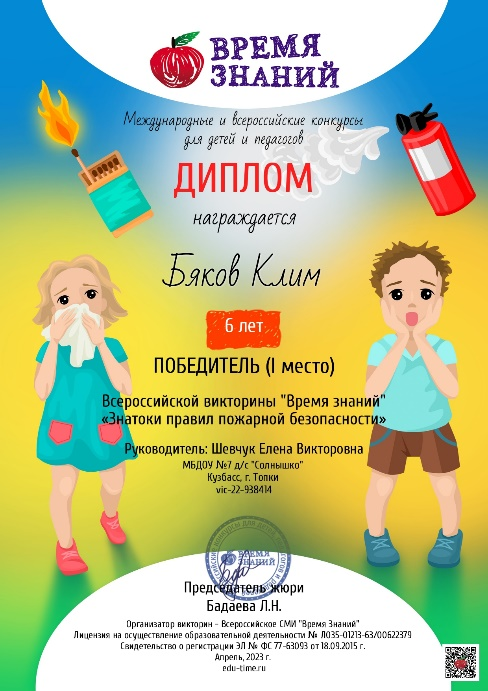 ВРЕМЯ
ЗНАНИЙ
Международные и всероссийские конкурсы
для детей и педагогов
ДИПЛОМ
награждается
Бяков Клим
6 лет
ПОБЕДИТЕЛЬ (I место)
Всероссийской викторины "Время знаний"
«Знатоки правил пожарной безопасности»
Руководитель: Шевчук Елена Викторовна
МБДОУ №7 д/с "Солнышко"
Кузбасс, г. Топки
vic-22-938414
ВРЕМЯ
ЗНАНИЙ
Председатель жюри
Бадаева Л.Н.
Организатор викторин - Всероссийское СМИ "Время Знаний"
Лицензия на осуществление образовательной деятельности № Л035-01213-63/00622379
Свидетельство о регистрации ЭЛ № ФС 77-63093 от 18.09.2015 г.
Апрель, 2023 г.
edu-time.ru